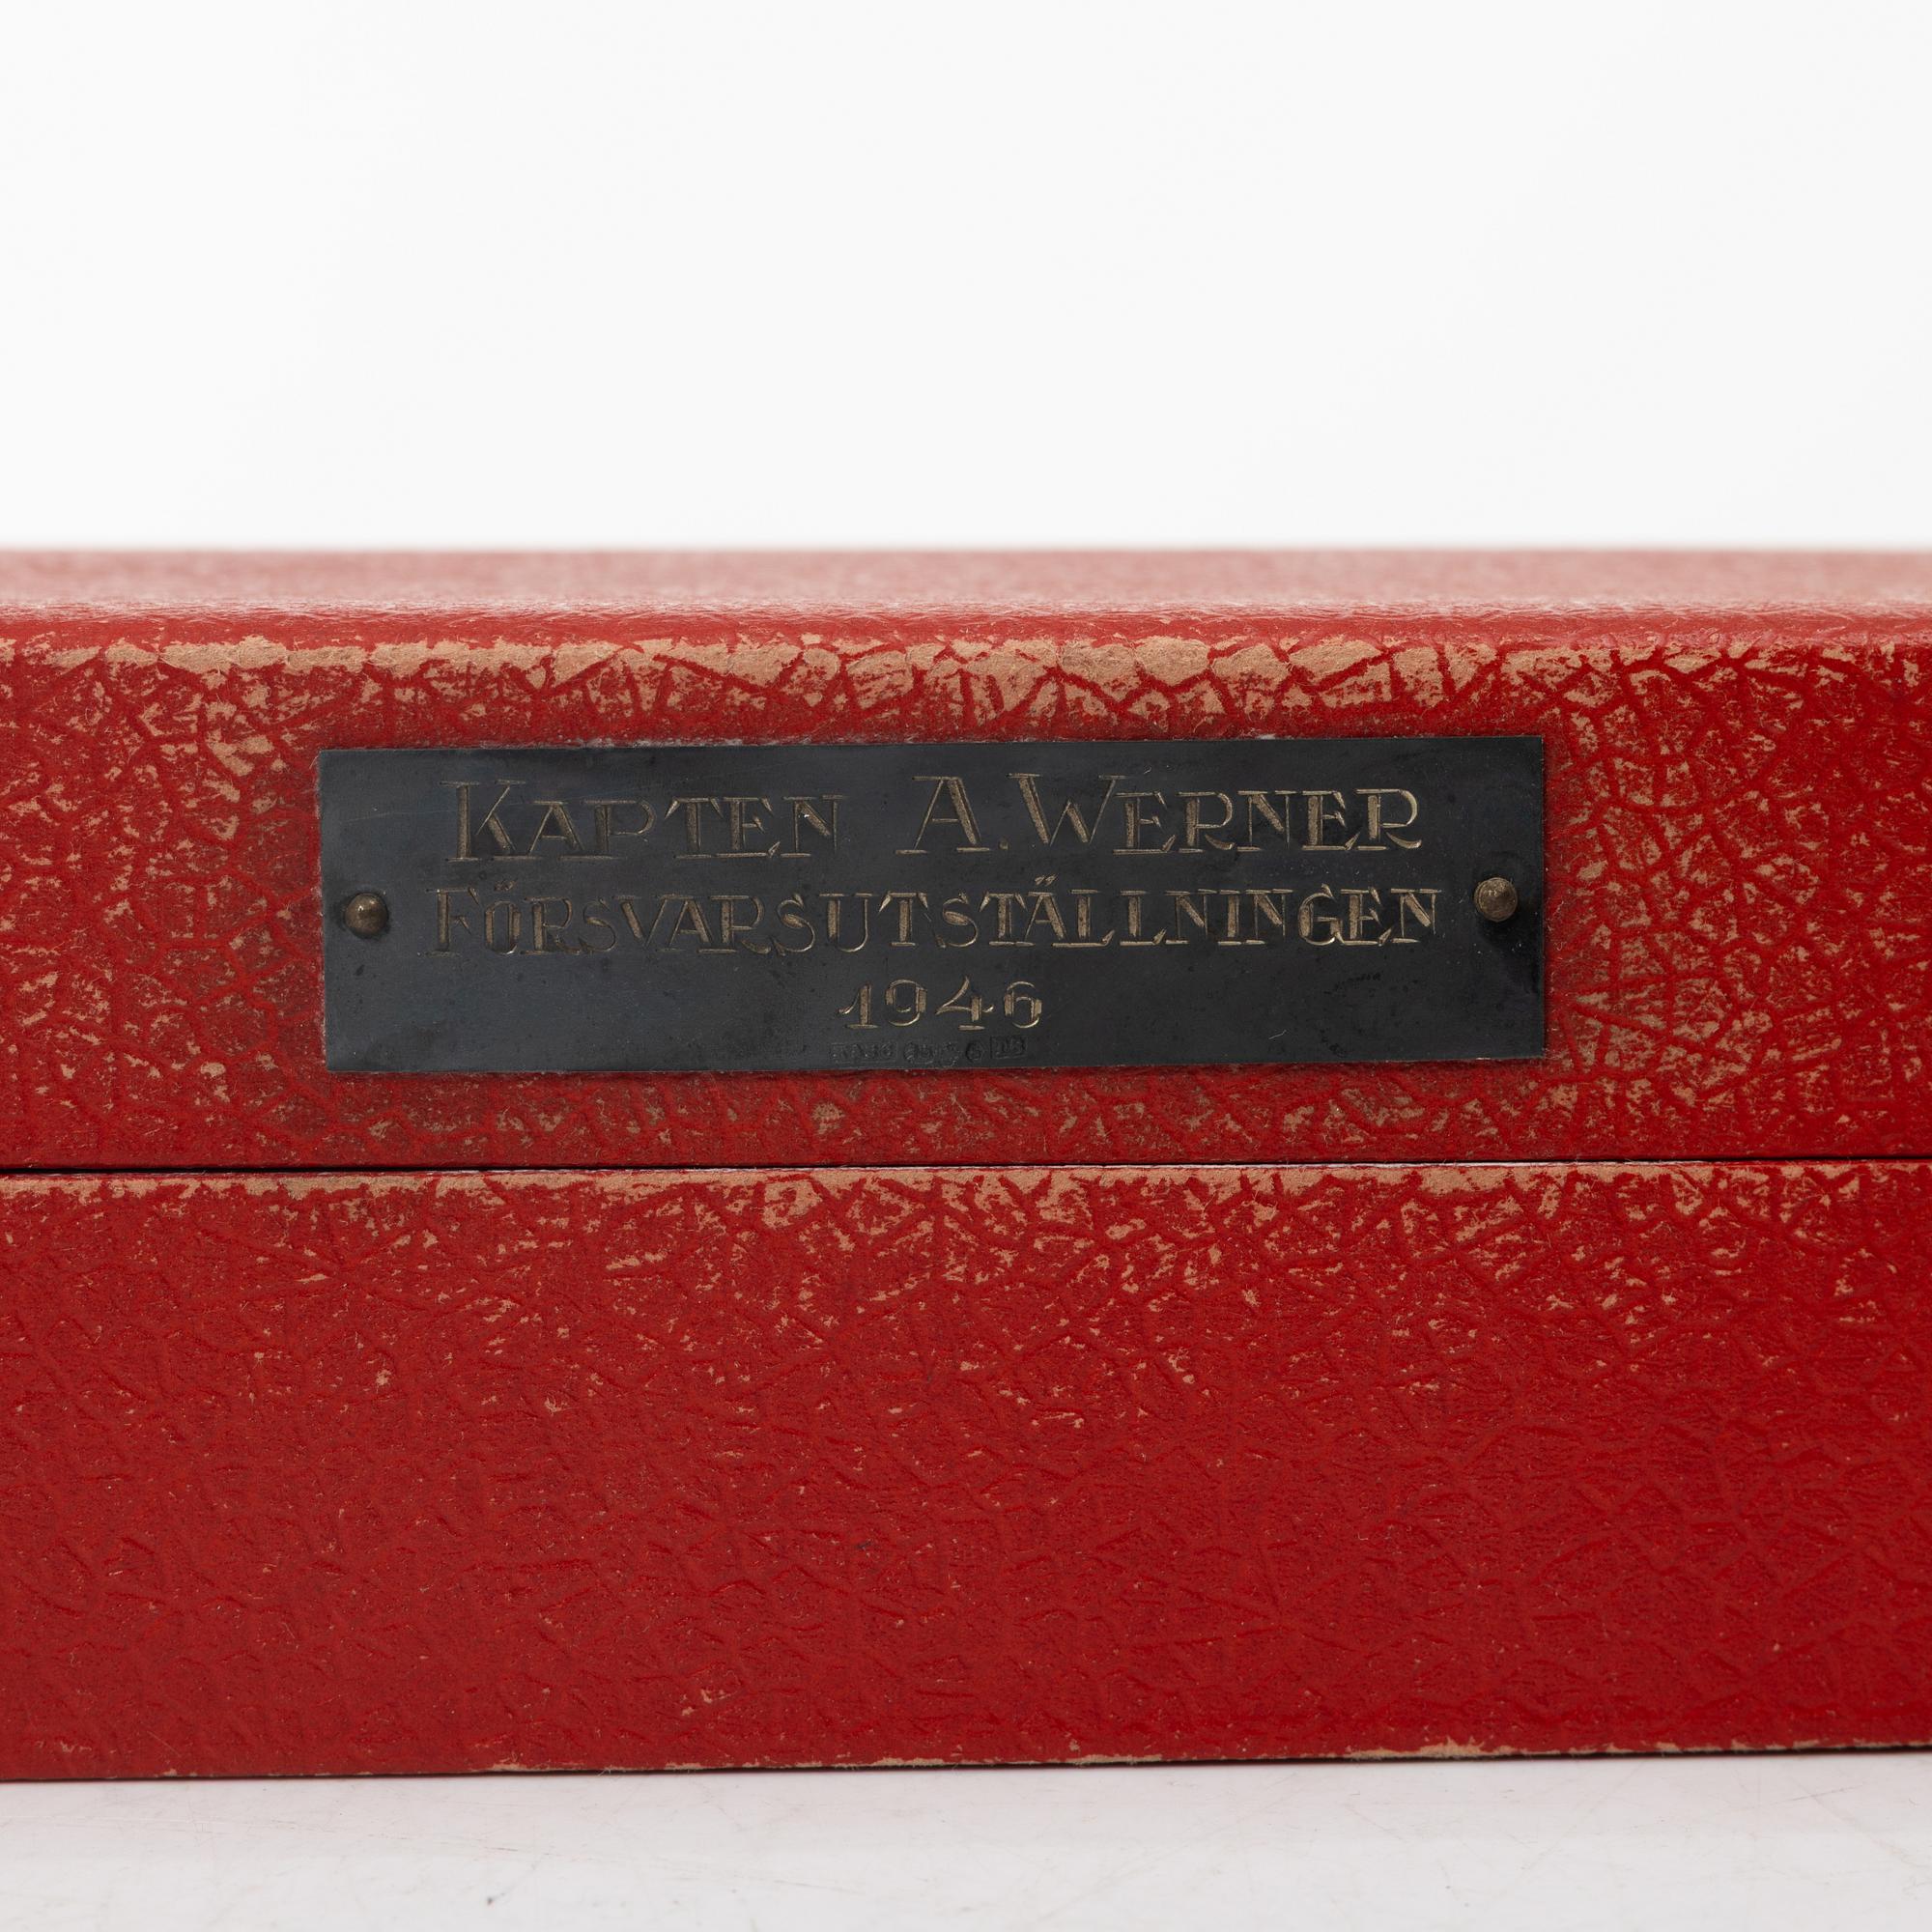 KAPTEN A. WERNER
FÖRSVARSUTSTÄLLNINGEN
1946